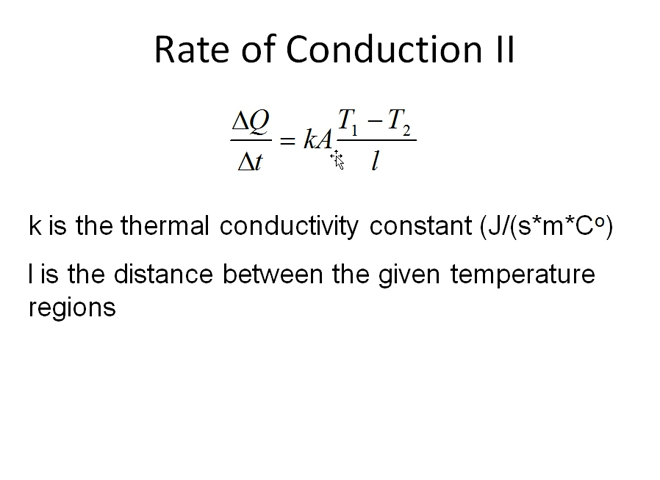 Rate of Conduction II
ΔQ/Δt = kA (T₁ − T₂)/l
k is the thermal conductivity constant (J/(s*m*Cº)
l is the distance between the given temperature
regions